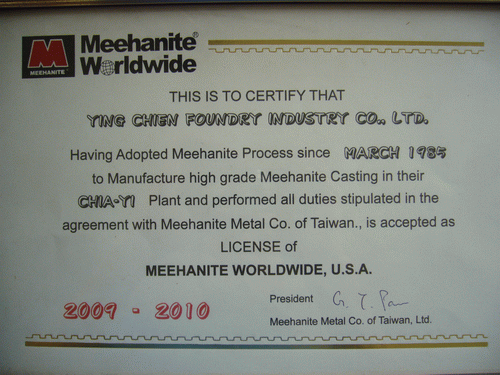 Meehanite®
Worldwide
MEEHANITE
THIS IS TO CERTIFY THAT
YING CHIEN FOUNDRY INDUSTRY CO., LTD.
Having Adopted Meehanite Process since MARCH 1985
to Manufacture high grade Meehanite Casting in their
CHIA-YI Plant and performed all duties stipulated in the
agreement with Meehanite Metal Co. of Taiwan., is accepted as
LICENSE of
MEEHANITE WORLDWIDE, U.S.A.
President
2009 - 2010
Meehanite Metal Co. of Taiwan, Ltd.